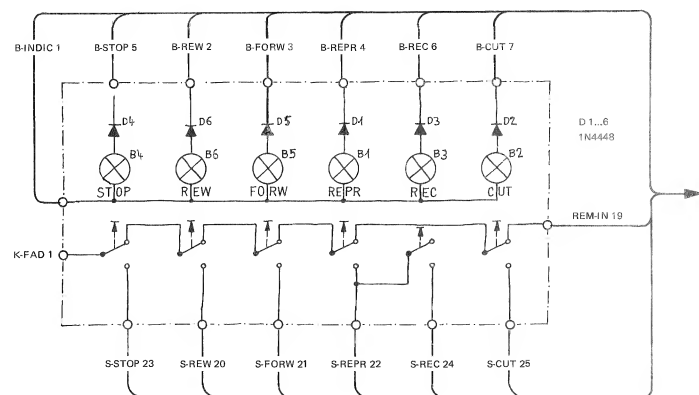 B-INDIC 1 B-STOP 5 B-REW 2 B-FORW 3 B-REPR 4 B-REC 6 B-CUT 7
D4 D6 D5 D1 D3 D2
D 1...6
1N4448
B4 B6 B5 B1 B3 B2
STOP REW FORW REPR REC CUT
REM-IN 19
K-FAD 1
S-STOP 23 S-REW 20 S-FORW 21 S-REPR 22 S-REC 24 S-CUT 25